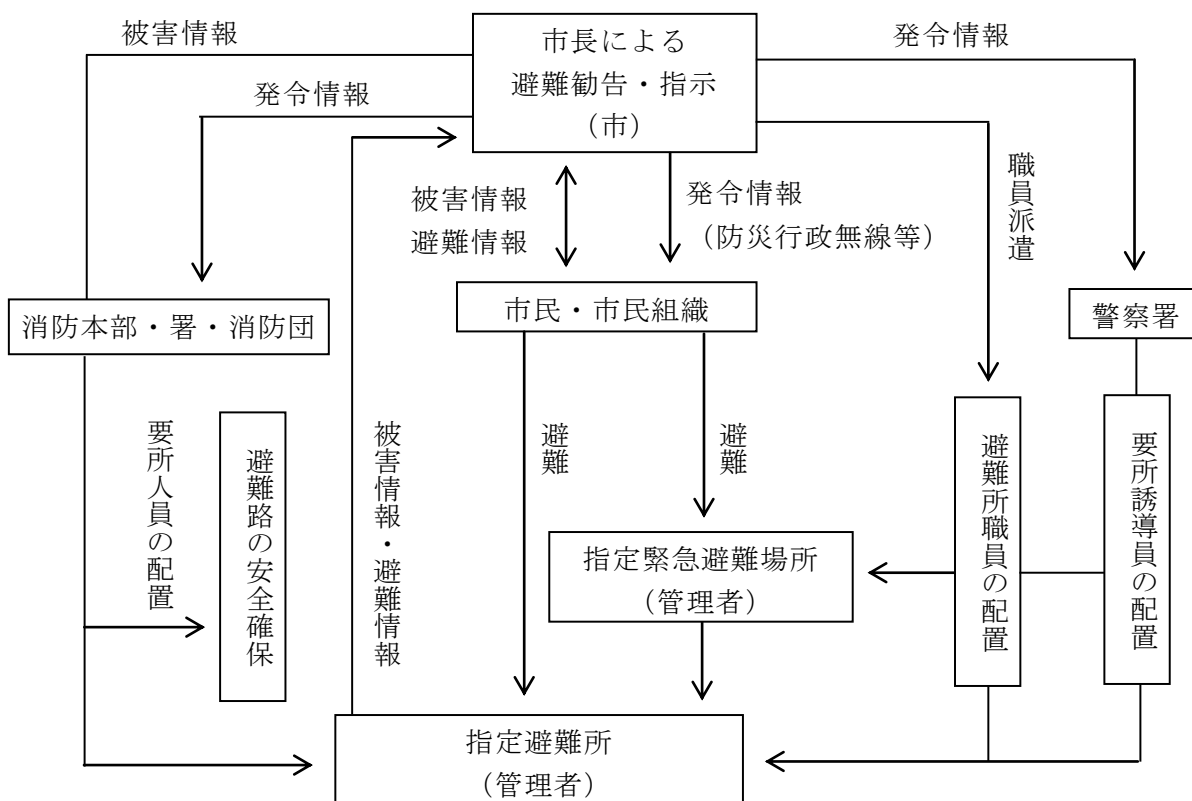 被害情報
市長による
避難勧告・指示
（市）
発令情報
発令情報
職員派遣
被害情報
避難情報
発令情報
（防災行政無線等）
消防本部・署・消防団
市民・市民組織
警察署
要所人員の配置
避難路の安全確保
被害情報・避難情報
避難
避難
避難所職員の配置
要所誘導員の配置
指定緊急避難場所
（管理者）
指定避難所
（管理者）